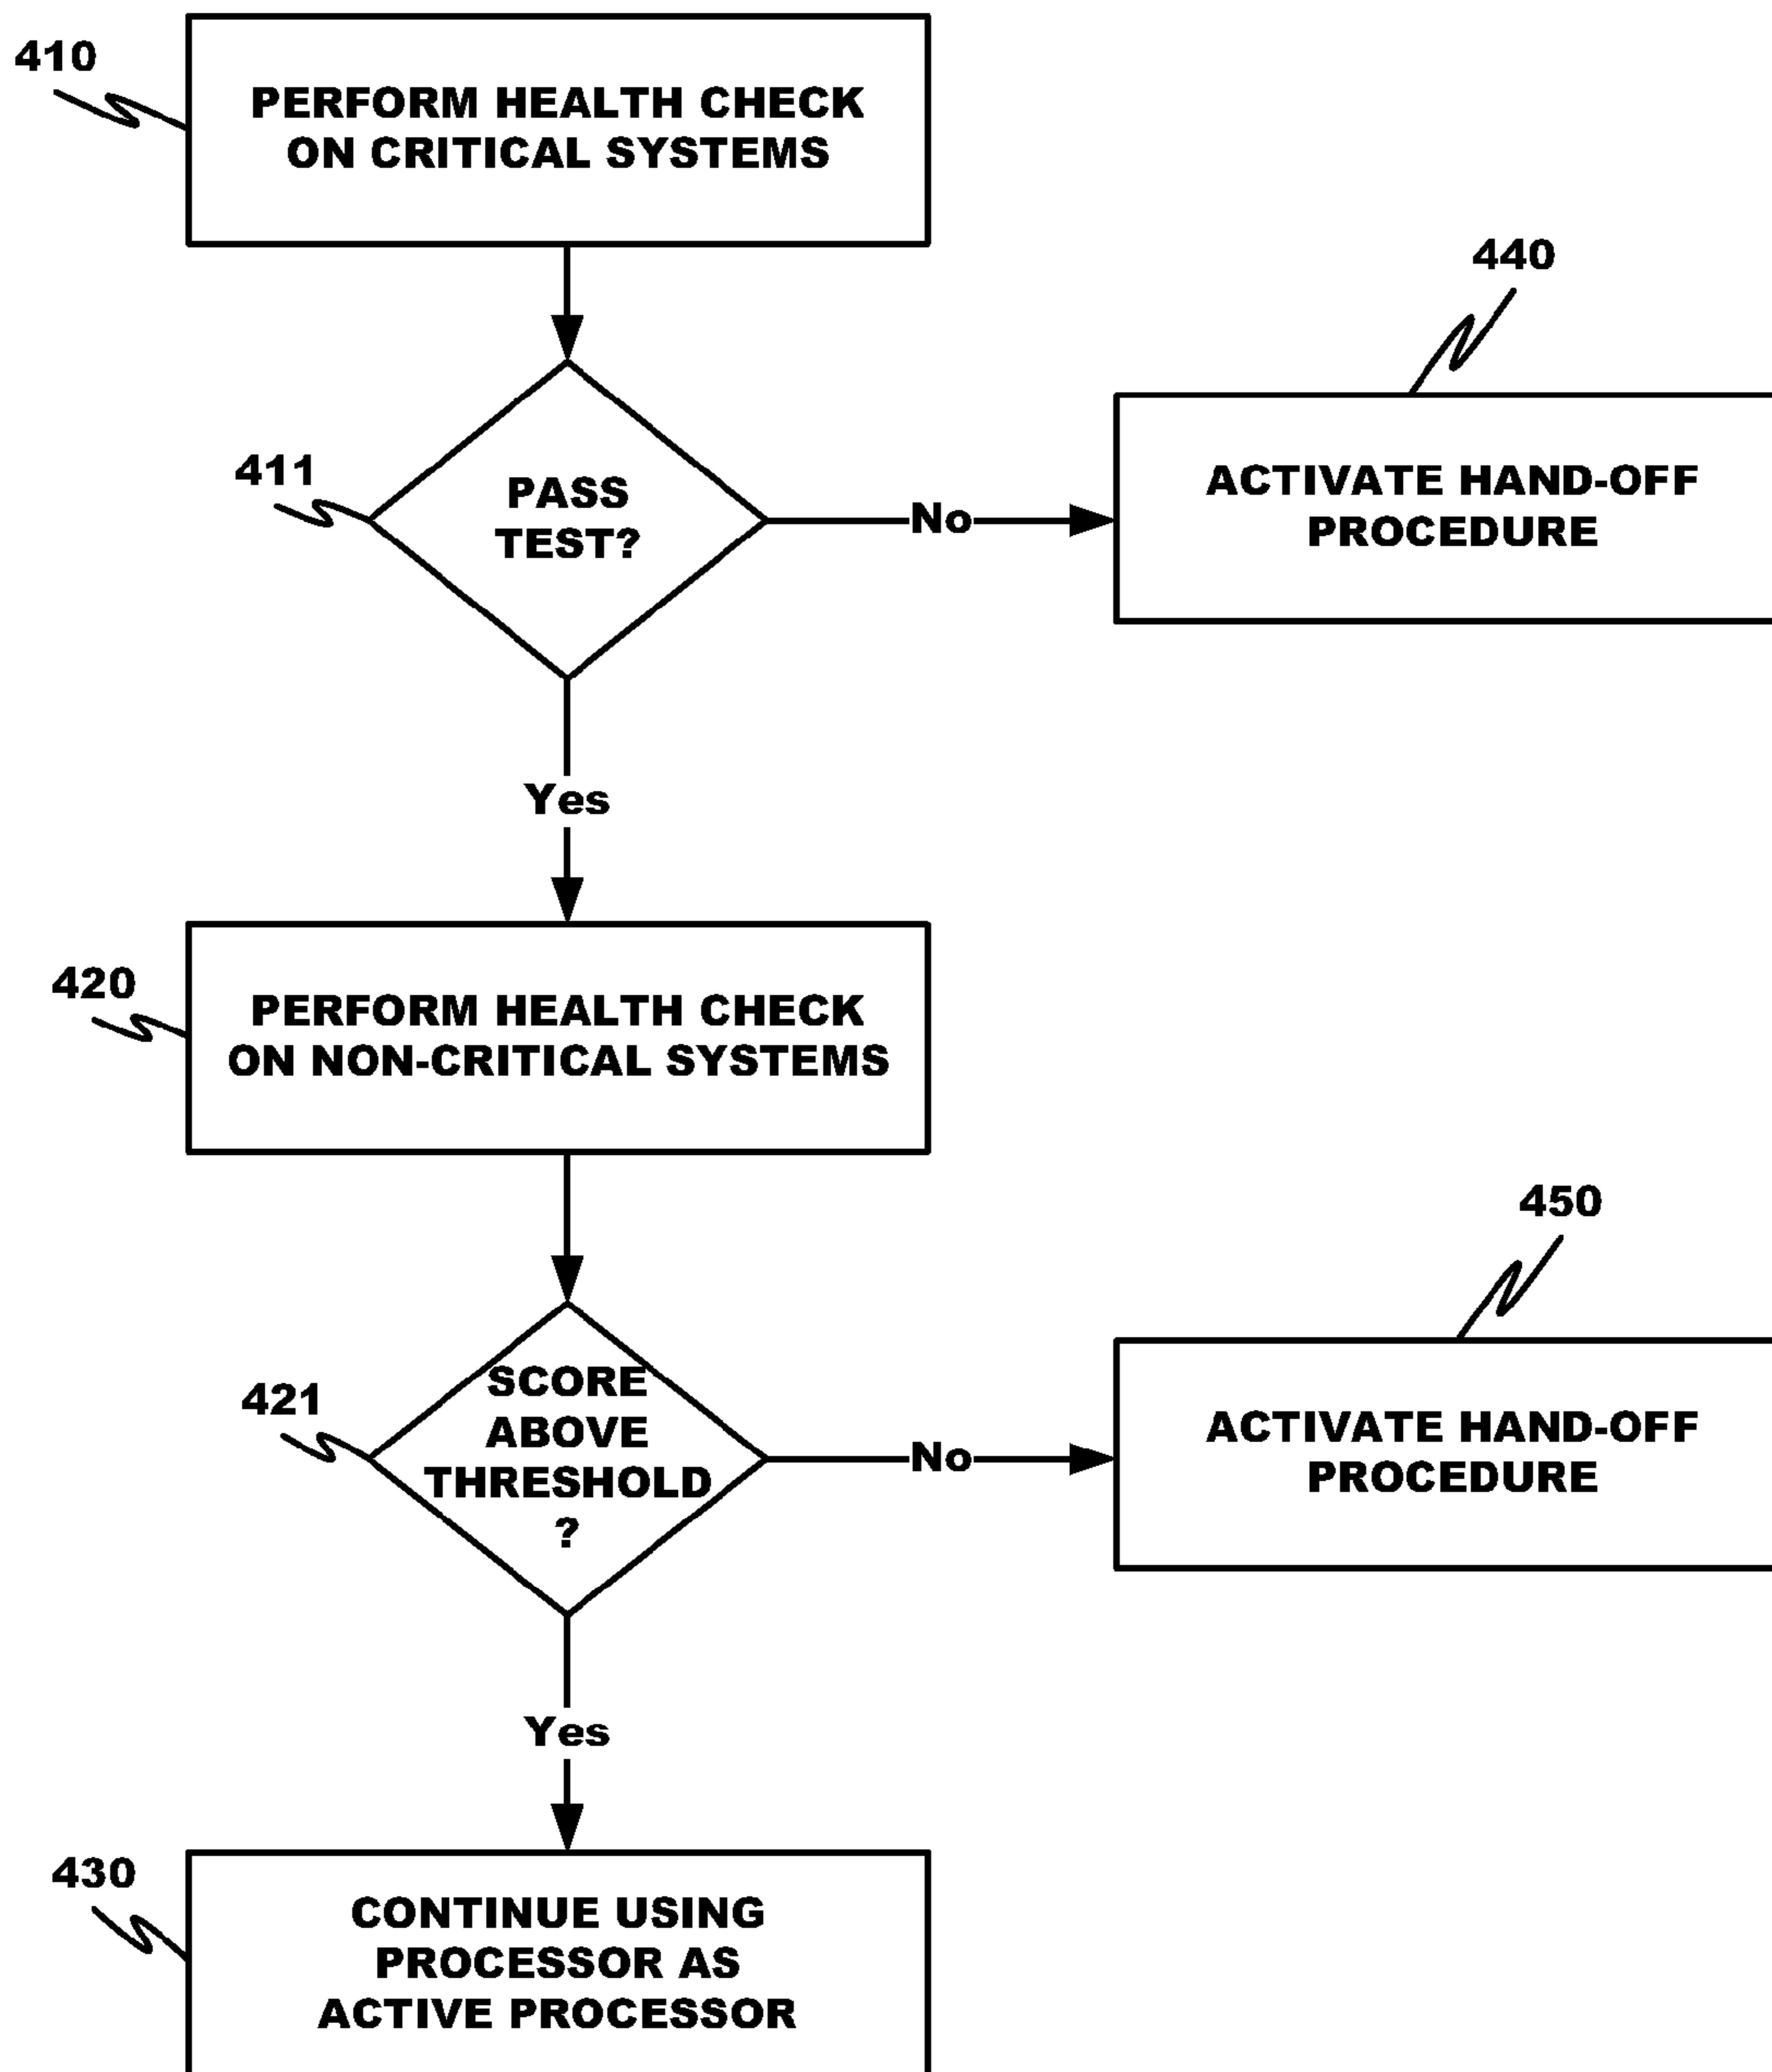 410
PERFORM HEALTH CHECK
ON CRITICAL SYSTEMS
440
411
PASS
TEST?
No
ACTIVATE HAND-OFF
PROCEDURE
Yes
420
PERFORM HEALTH CHECK
ON NON-CRITICAL SYSTEMS
450
421
SCORE
ABOVE
THRESHOLD
?
No
ACTIVATE HAND-OFF
PROCEDURE
Yes
430
CONTINUE USING
PROCESSOR AS
ACTIVE PROCESSOR